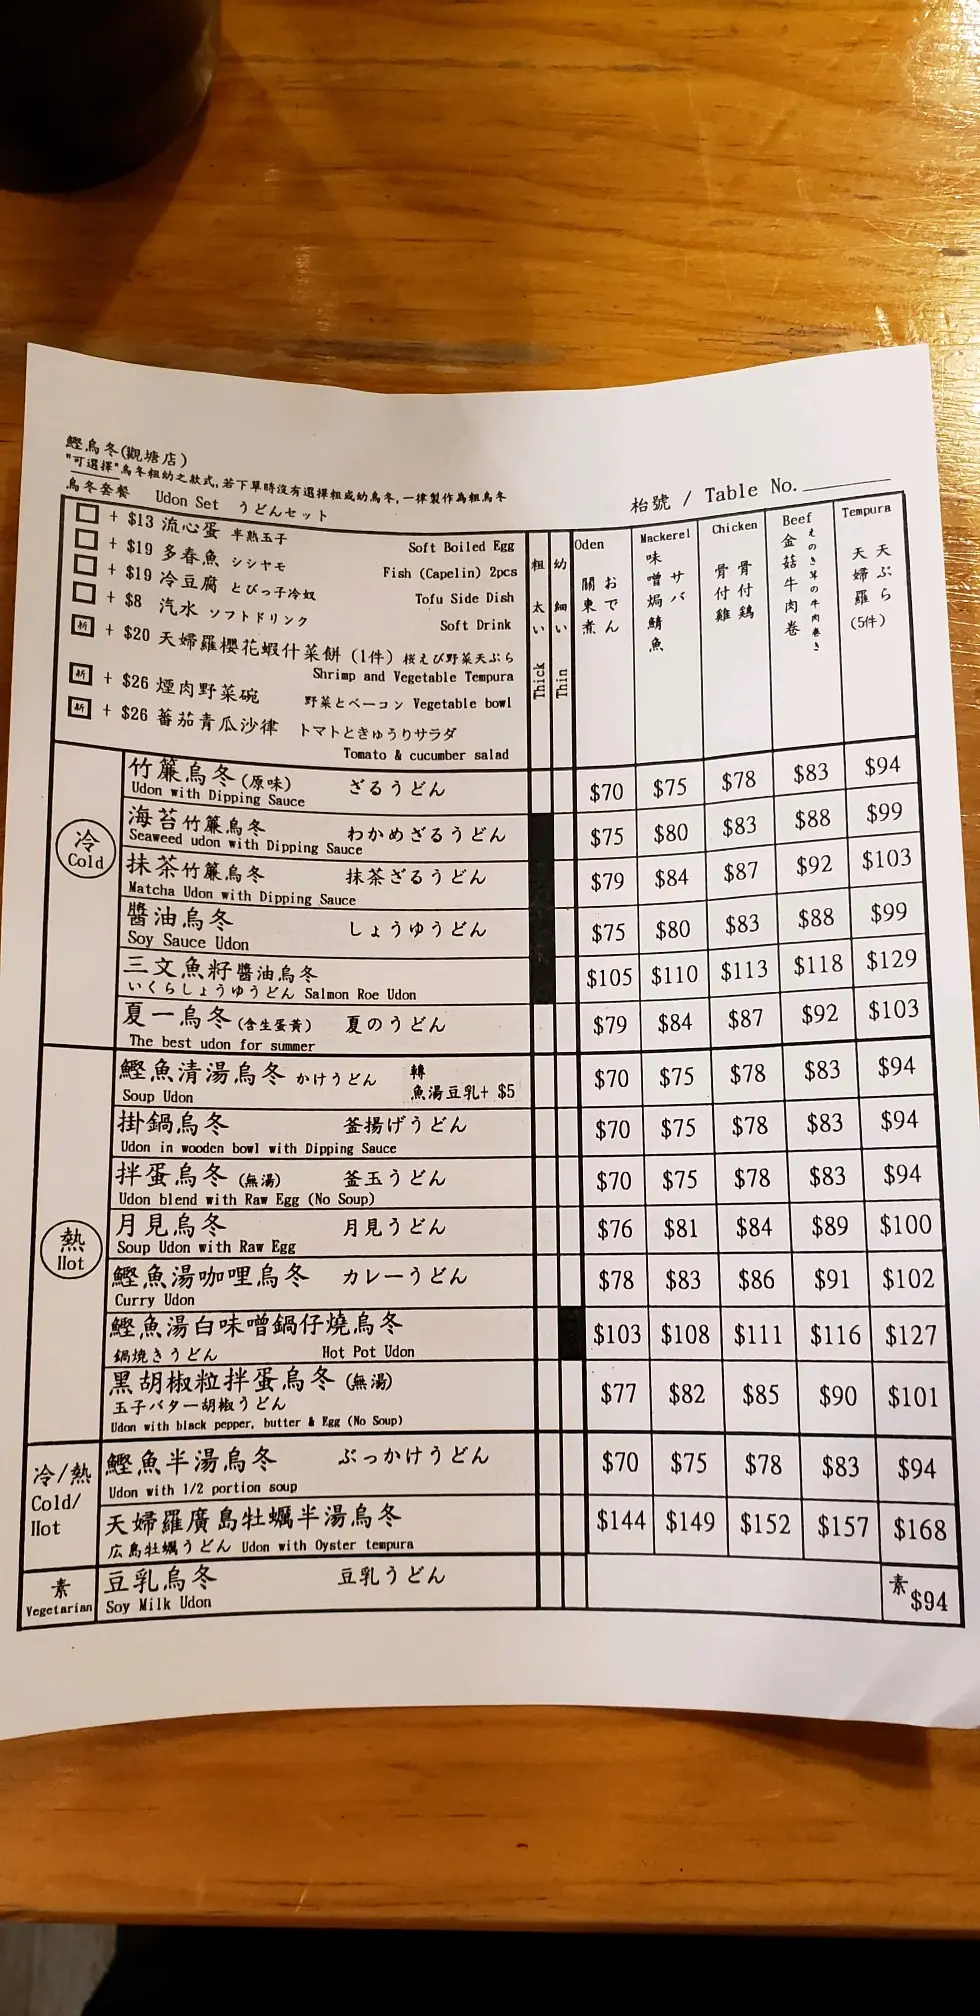 鰹烏冬(觀塘店)
"可選擇"烏冬粗幼之款式,若下單時沒有選擇粗或幼烏冬,一律製作為粗烏冬
烏冬套餐 Udon Set うどんセット
枱號 / Table No.
+ $13 流心蛋 半熟玉子 Soft Boiled Egg
+ $19 多春魚 シシヤモ Fish (Capelin) 2pcs
+ $19 冷豆腐 とびっ子冷奴 Tofu Side Dish
+ $8 汽水 ソフトドリンク Soft Drink
新 + $20 天婦羅櫻花蝦什菜餅 (1件) 桜えび野菜天ぷら
Shrimp and Vegetable Tempura
新 + $26 煙肉野菜碗 野菜とベーコン Vegetable bowl
新 + $26 蕃茄青瓜沙律 トマトときゅうりサラダ
Tomato & cucumber salad
粗 太い Thick
幼 細い Thin
Oden 關東煮 おでん
Mackerel 味噌焗鯖魚 サバ
Chicken 骨付雞 骨付鶏
Beef 金菇牛肉卷 えのき茸の牛肉巻き
Tempura 天婦羅 天ぷら (5件)
冷
Cold
竹簾烏冬(原味) ざるうどん $70 $75 $78 $83 $94
Udon with Dipping Sauce
海苔竹簾烏冬 わかめざるうどん $75 $80 $83 $88 $99
Seaweed udon with Dipping Sauce
抹茶竹簾烏冬 抹茶ざるうどん $79 $84 $87 $92 $103
Matcha Udon with Dipping Sauce
醬油烏冬 しょうゆうどん $75 $80 $83 $88 $99
Soy Sauce Udon
三文魚籽醬油烏冬 $105 $110 $113 $118 $129
いくらしょうゆうどん Salmon Roe Udon
夏一烏冬(含生蛋黃) 夏のうどん $79 $84 $87 $92 $103
The best udon for summer
熱
Hot
鰹魚清湯烏冬 かけうどん 轉 魚湯豆乳+ $5 $70 $75 $78 $83 $94
Soup Udon
掛鍋烏冬 釜揚げうどん $70 $75 $78 $83 $94
Udon in wooden bowl with Dipping Sauce
拌蛋烏冬 (無湯) 釜玉うどん $70 $75 $78 $83 $94
Udon blend with Raw Egg (No Soup)
月見烏冬 月見うどん $76 $81 $84 $89 $100
Soup Udon with Raw Egg
鰹魚湯咖哩烏冬 カレーうどん $78 $83 $86 $91 $102
Curry Udon
鰹魚湯白味噌鍋仔燒烏冬 $103 $108 $111 $116 $127
鍋焼きうどん Hot Pot Udon
黑胡椒粒拌蛋烏冬 (無湯) $77 $82 $85 $90 $101
玉子バター胡椒うどん
Udon with black pepper, butter & Egg (No Soup)
冷/熱
Cold/
Hot
鰹魚半湯烏冬 ぶっかけうどん $70 $75 $78 $83 $94
Udon with 1/2 portion soup
天婦羅廣島牡蠣半湯烏冬 $144 $149 $152 $157 $168
広島牡蠣うどん Udon with Oyster tempura
素
Vegetarian
豆乳烏冬 豆乳うどん 素 $94
Soy Milk Udon